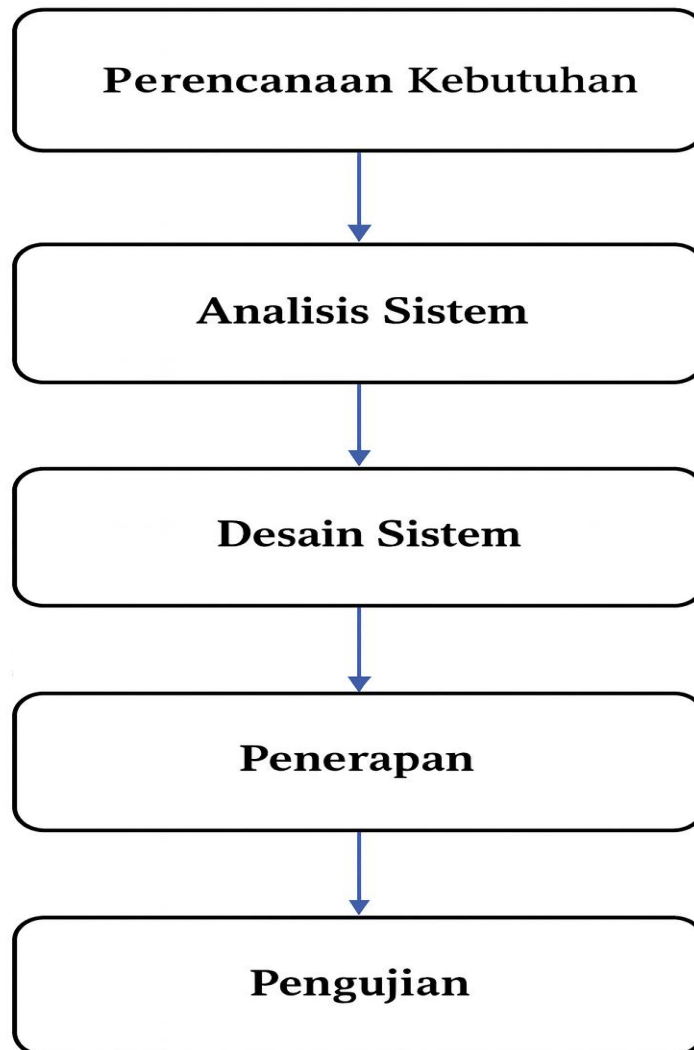 Perencanaan Kebutuhan
Analisis Sistem
Desain Sistem
Penerapan
Pengujian